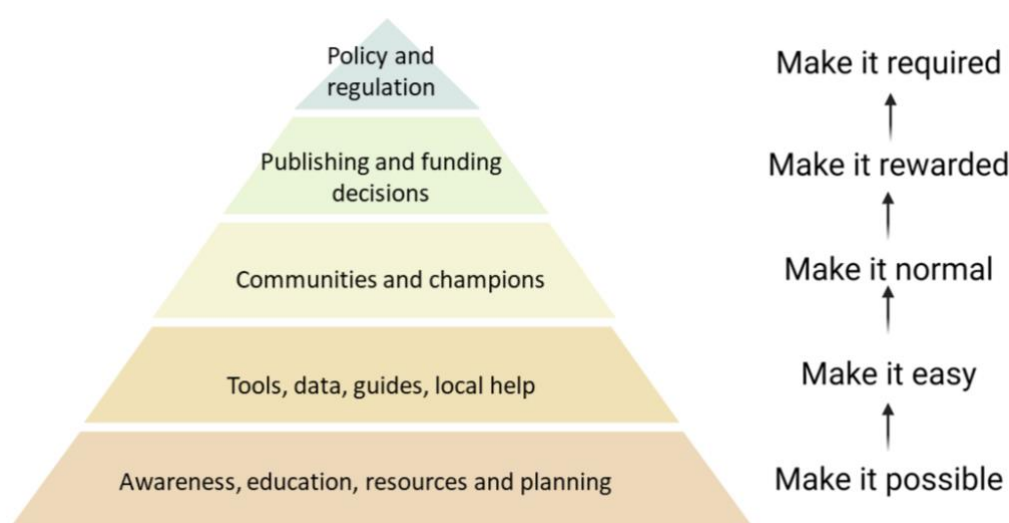 Policy and
regulation
Make it required
Publishing and funding
decisions
Make it rewarded
Communities and champions
Make it normal
Tools, data, guides, local help
Make it easy
Awareness, education, resources and planning
Make it possible